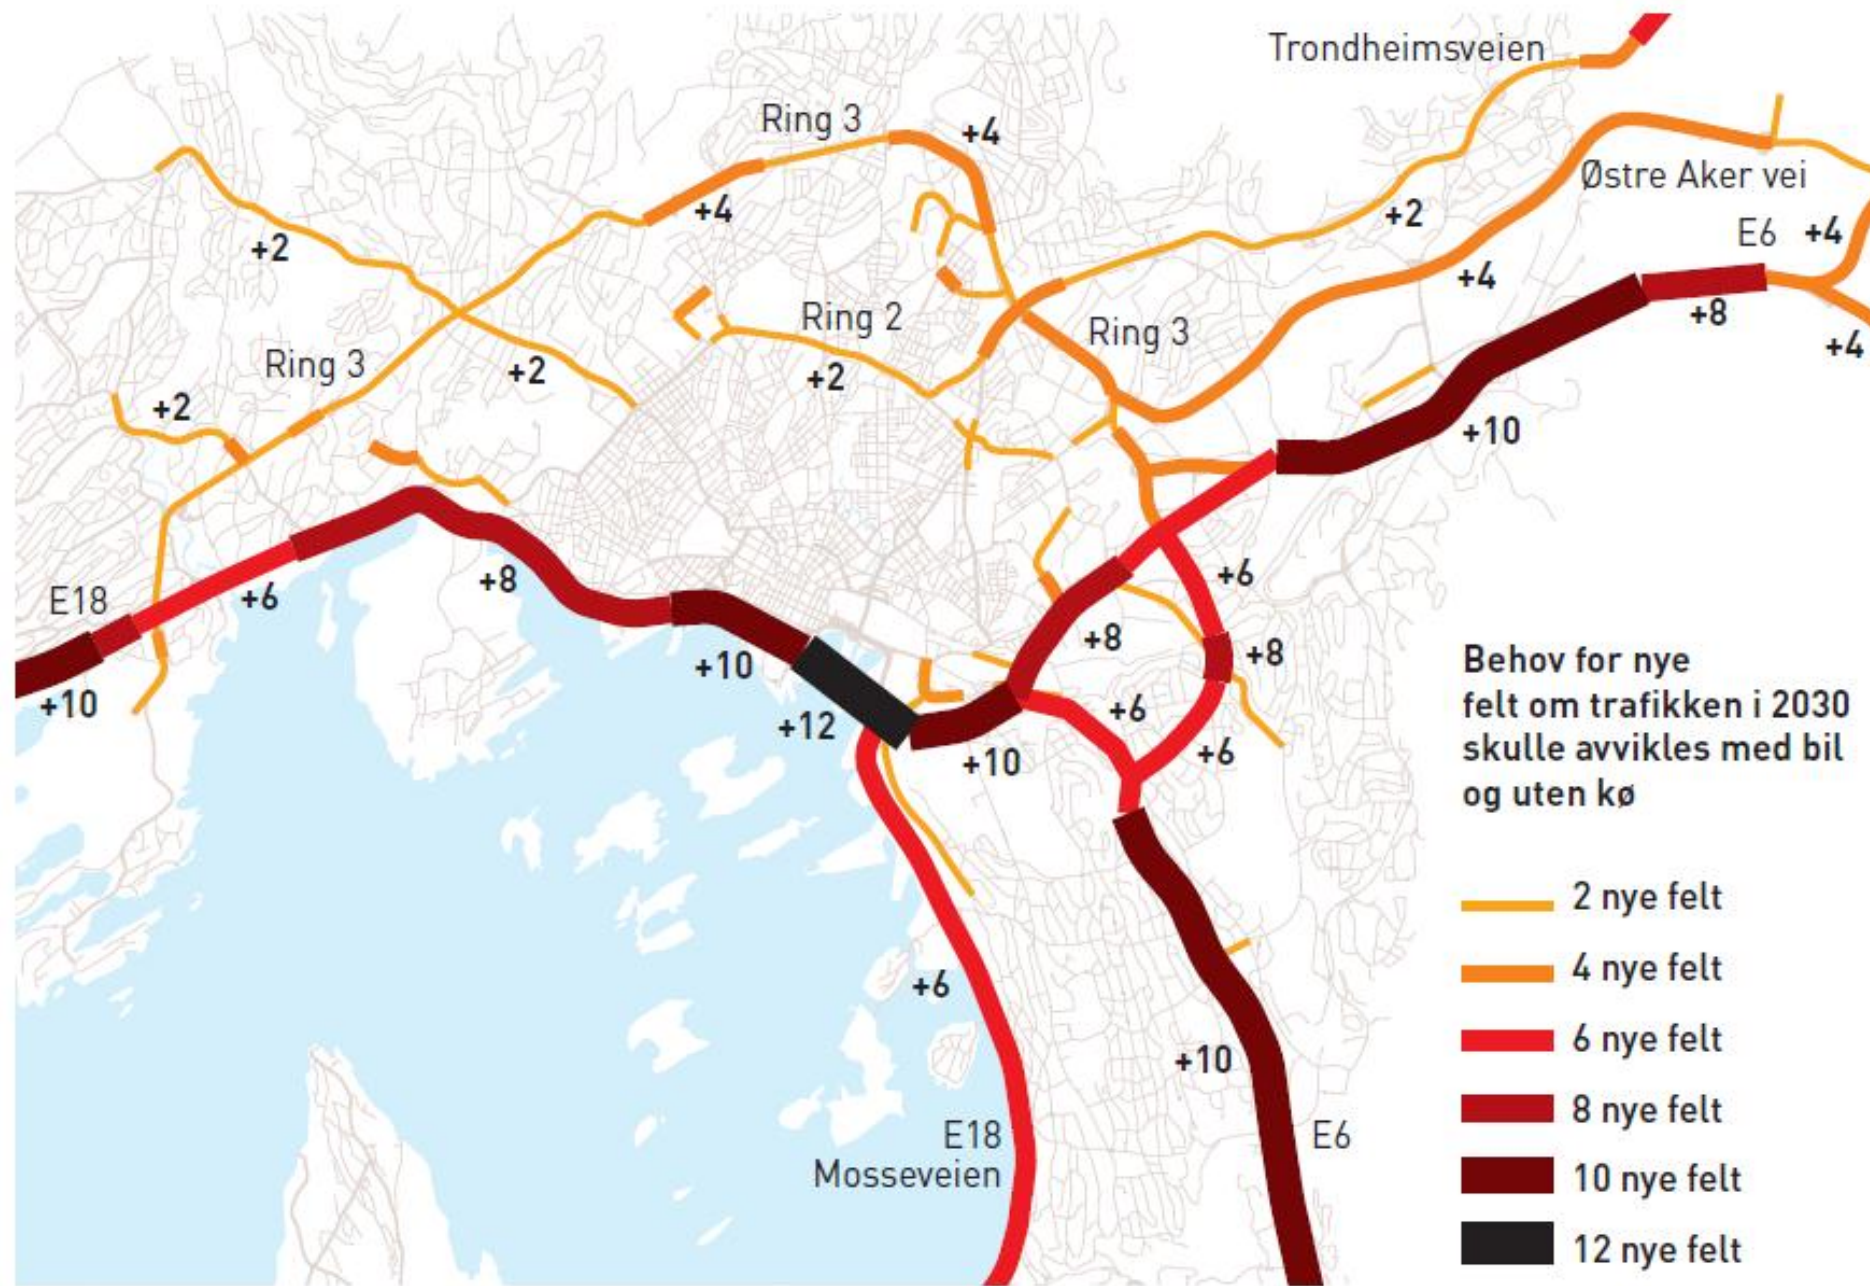 Trondheimsveien
Ring 3
+4
+4
Østre Aker vei
+2
E6
+4
+2
+4
Ring 2
Ring 3
+8
+4
Ring 3
+2
+2
+2
+10
E18
+6
+8
+6
+8
+8
+10
+10
+12
+6
+6
+10
Behov for nye
felt om trafikken i 2030
skulle avvikles med bil
og uten kø
2 nye felt
4 nye felt
+6
6 nye felt
+10
8 nye felt
E18
Mosseveien
E6
10 nye felt
12 nye felt